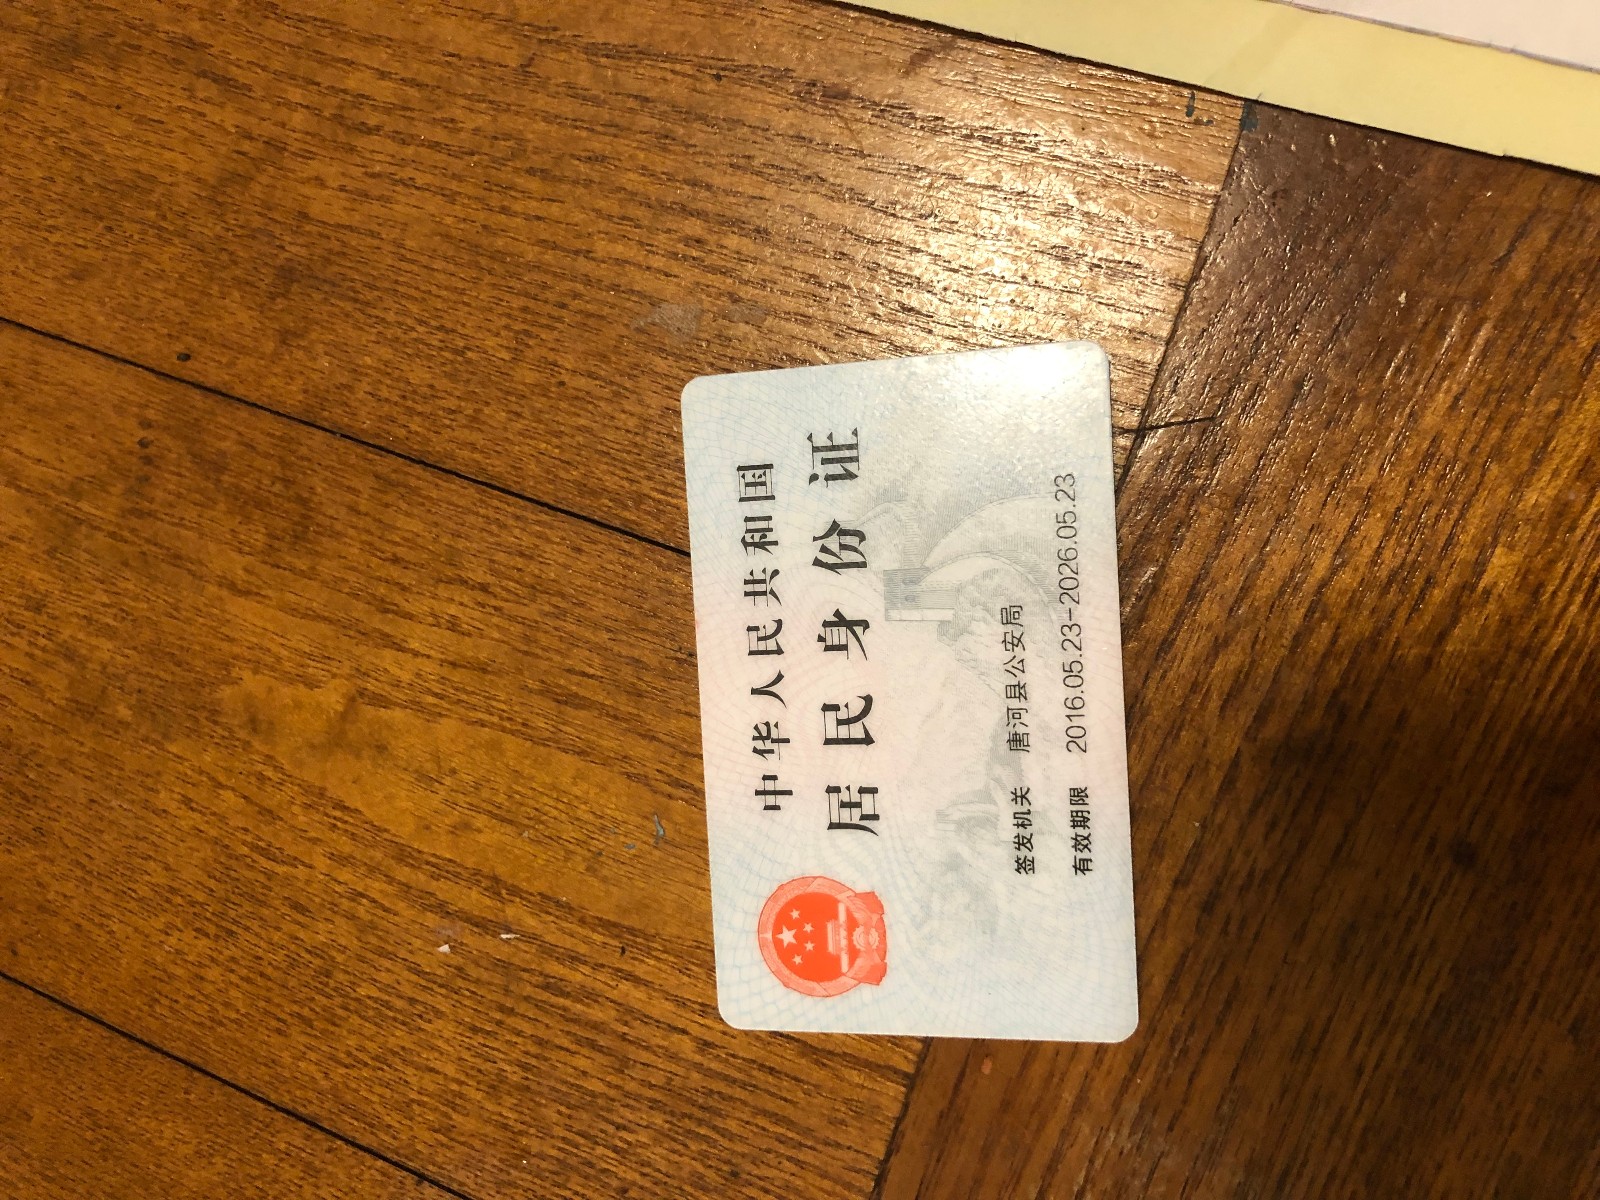 中华人民共和国
居民身份证
签发机关 唐河县公安局
有效期限 2016.05.23-2026.05.23